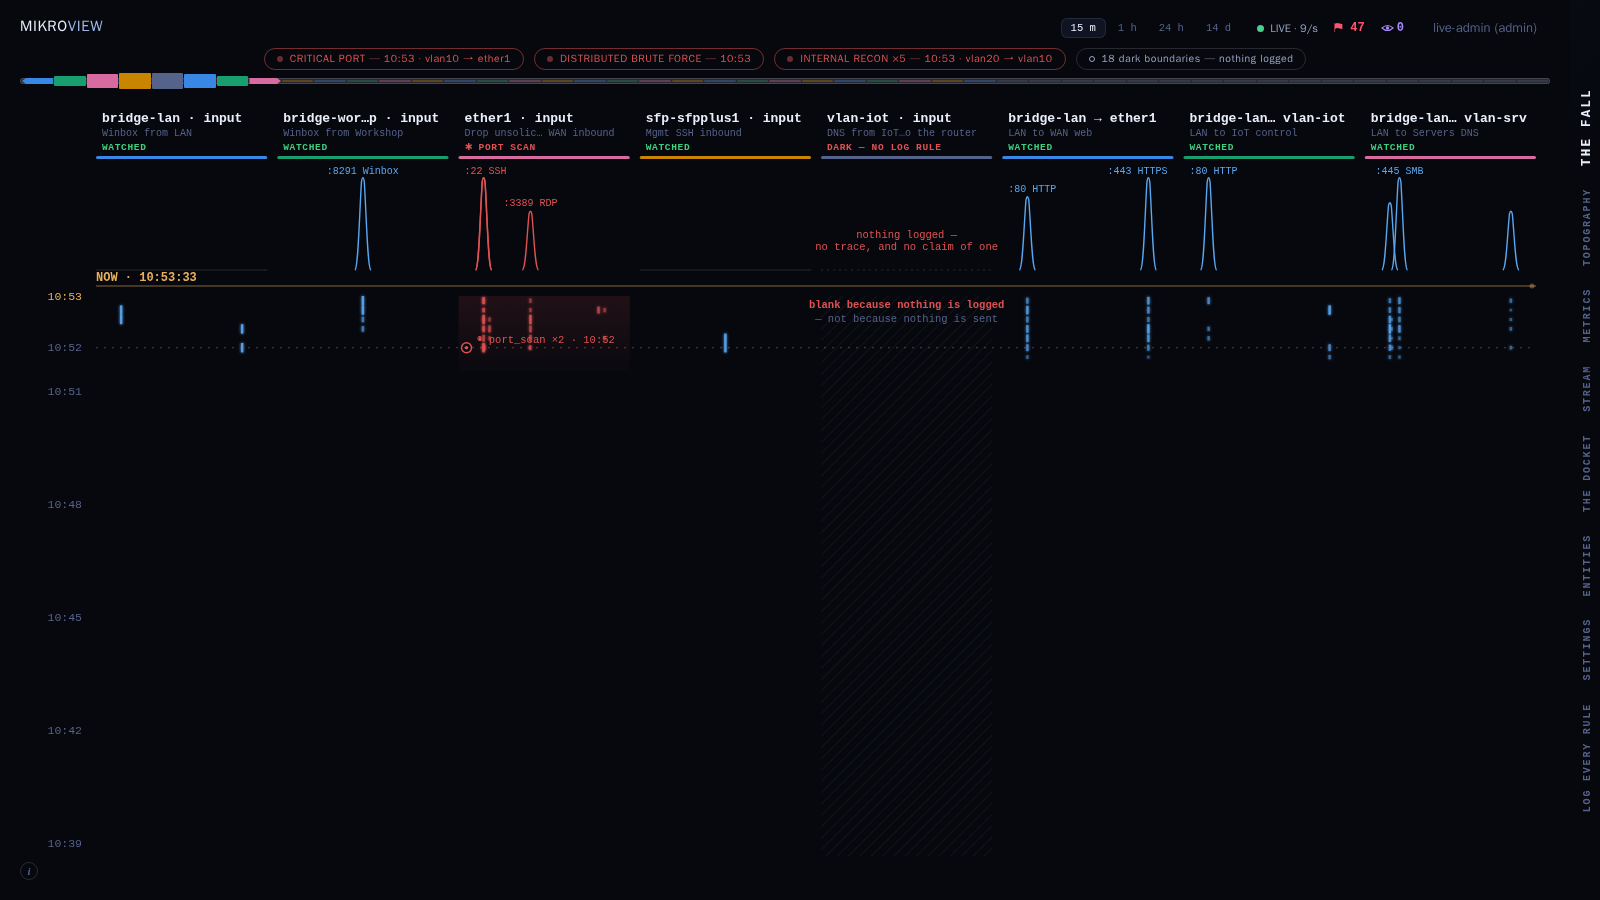 MIKROVIEW
15 m 1 h 24 h 14 d LIVE · 9/s 47 0 live-admin (admin)
CRITICAL PORT — 10:53 · vlan10 → ether1
DISTRIBUTED BRUTE FORCE — 10:53
INTERNAL RECON ×5 — 10:53 · vlan20 → vlan10
18 dark boundaries — nothing logged
bridge-lan · input
Winbox from LAN
WATCHED
bridge-wor…p · input
Winbox from Workshop
WATCHED
ether1 · input
Drop unsolic… WAN inbound
✱ PORT SCAN
sfp-sfpplus1 · input
Mgmt SSH inbound
WATCHED
vlan-iot · input
DNS from IoT…o the router
DARK — NO LOG RULE
bridge-lan → ether1
LAN to WAN web
WATCHED
bridge-lan… vlan-iot
LAN to IoT control
WATCHED
bridge-lan… vlan-srv
LAN to Servers DNS
WATCHED
:8291 Winbox
:22 SSH
:3389 RDP
:80 HTTP
:443 HTTPS
:80 HTTP
:445 SMB
nothing logged —
no trace, and no claim of one
NOW · 10:53:33
blank because nothing is logged
— not because nothing is sent
✱ port_scan ×2 · 10:52
10:53
10:52
10:51
10:48
10:45
10:42
10:39
i
THE FALL
TOPOGRAPHY
METRICS
STREAM
THE DOCKET
ENTITIES
SETTINGS
LOG EVERY RULE